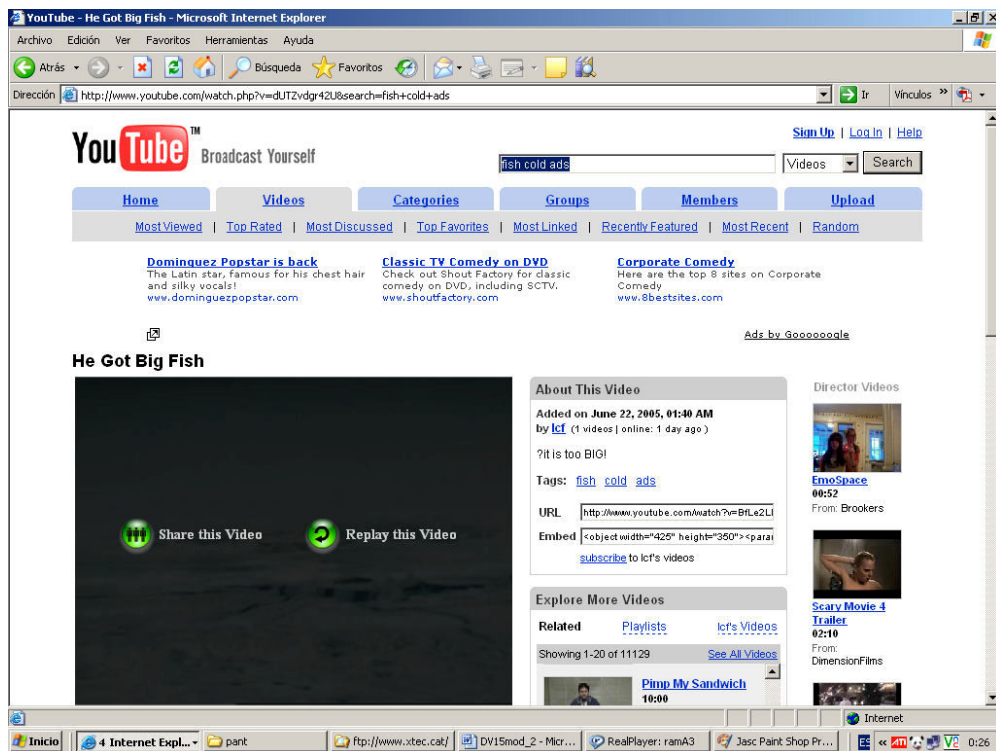 YouTube - He Got Big Fish - Microsoft Internet Explorer
Archivo Edición Ver Favoritos Herramientas Ayuda
Atrás Búsqueda Favoritos
Dirección http://www.youtube.com/watch.php?v=dUTZvdgr42U&search=fish+cold+ads Ir Vínculos »
Sign Up | Log In | Help
YouTube™ Broadcast Yourself
fish cold ads Videos Search
Home Videos Categories Groups Members Upload
Most Viewed | Top Rated | Most Discussed | Top Favorites | Most Linked | Recently Featured | Most Recent | Random
Dominquez Popstar is back
The Latin star, famous for his chest hair
and silky vocals!
www.dominguezpopstar.com
Classic TV Comedy on DVD
Check out Shout Factory for classic
comedy on DVD, including SCTV.
www.shoutfactory.com
Corporate Comedy
Here are the top 8 sites on Corporate
Comedy
www.8bestsites.com
Ads by Goooooogle
He Got Big Fish
Share this Video Replay this Video
About This Video
Added on June 22, 2005, 01:40 AM
by lcf (1 videos | online: 1 day ago )
?it is too BIG!
Tags: fish cold ads
URL http://www.youtube.com/watch?v=BfLe2Ll
Embed <object width="425" height="350"><parai
subscribe to lcf's videos
Explore More Videos
Related Playlists lcf's Videos
Showing 1-20 of 11129 See All Videos
Pimp My Sandwich
10:00
Director Videos
EmoSpace
00:52
From: Brookers
Scary Movie 4
Trailer
02:10
From:
DimensionFilms
Internet
Inicio 4 Internet Expl... pant ftp://www.xtec.cat/ DV15mod_2 - Micr... RealPlayer: ramA3 Jasc Paint Shop Pr... ES « ATI 0:26